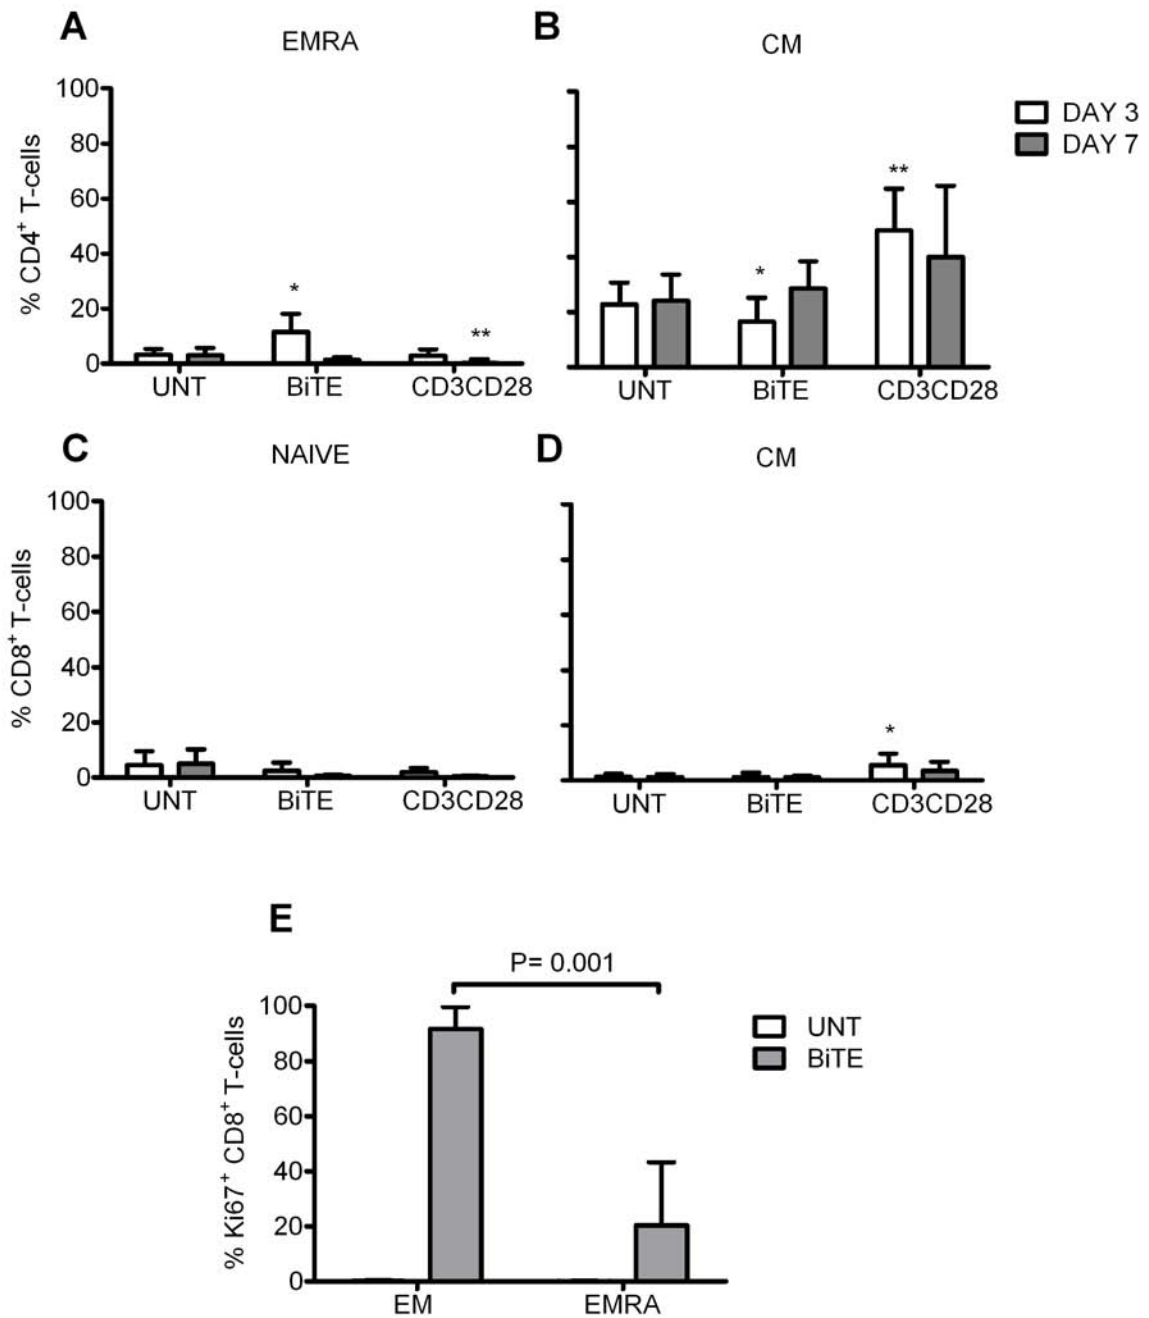 A
EMRA
B
CM
DAY 3
DAY 7
% CD4+ T-cells
100
80
60
40
20
0
*
**
*
**
UNT
BiTE
CD3CD28
UNT
BiTE
CD3CD28
C
NAIVE
D
CM
% CD8+ T-cells
100
80
60
40
20
0
*
UNT
BiTE
CD3CD28
UNT
BiTE
CD3CD28
E
P= 0.001
UNT
BiTE
% Ki67+ CD8+ T-cells
100
80
60
40
20
0
EM
EMRA